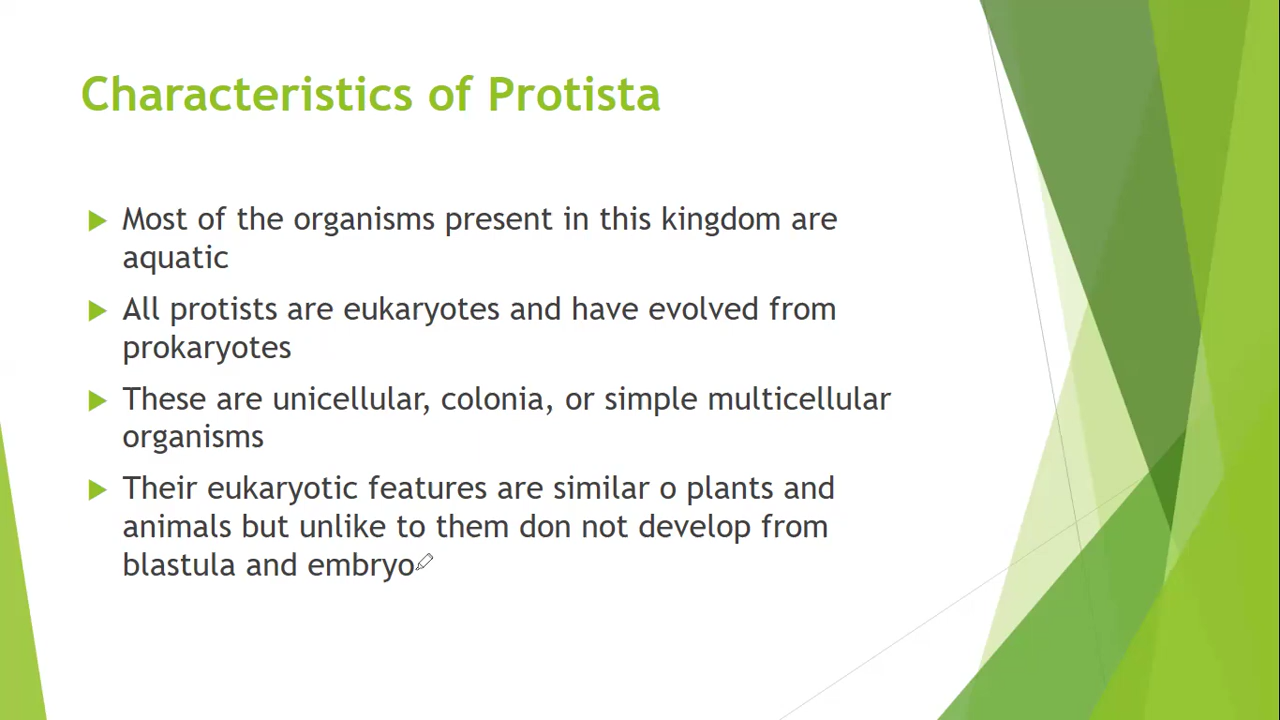 Characteristics of Protista
Most of the organisms present in this kingdom are
aquatic
All protists are eukaryotes and have evolved from
prokaryotes
These are unicellular, colonia, or simple multicellular
organisms
Their eukaryotic features are similar o plants and
animals but unlike to them don not develop from
blastula and embryo